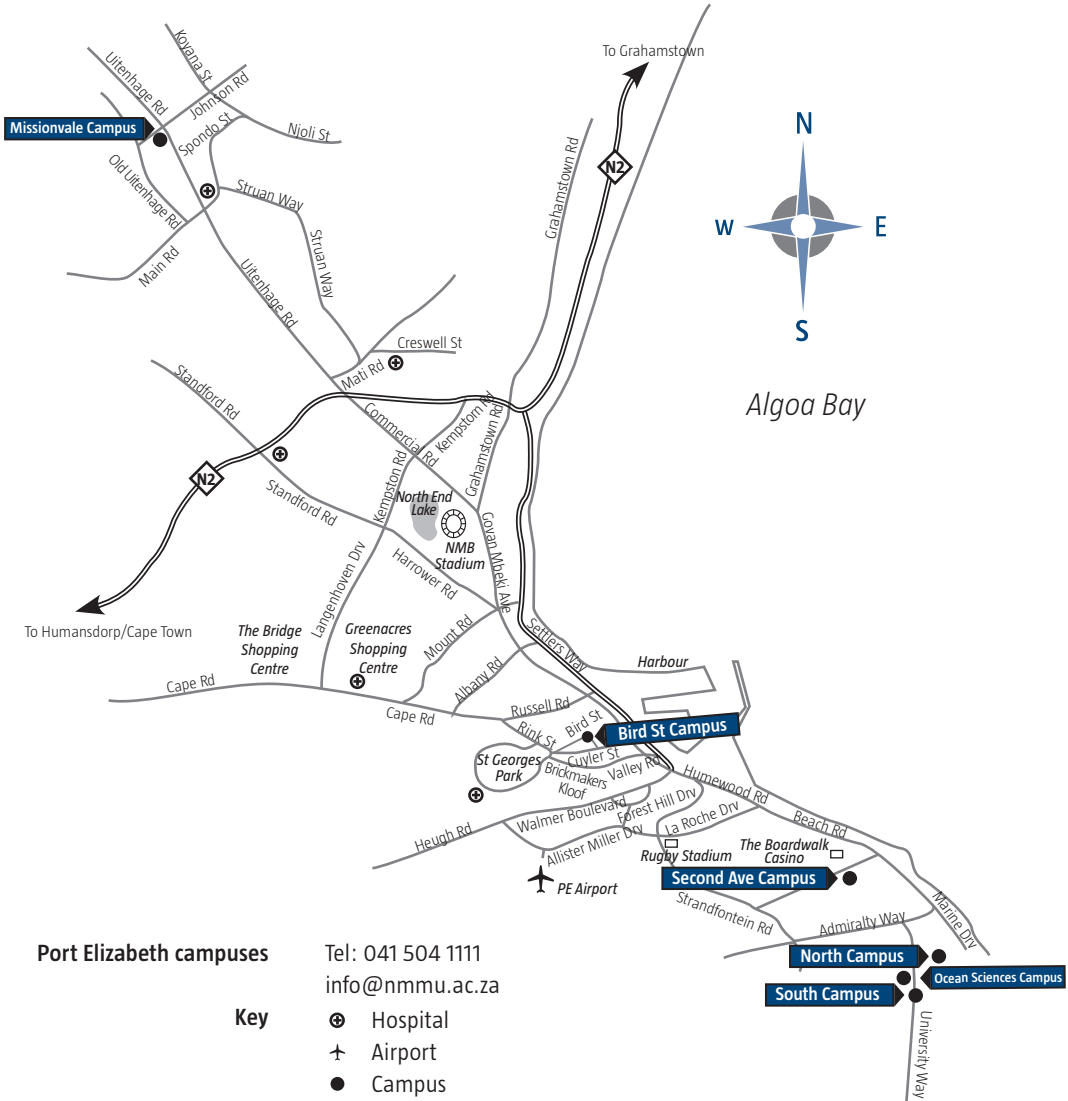 To Grahamstown
Koyana St
Uitenhage Rd
Johnson Rd
Missionvale Campus
Spondo St
Njoli St
Old Uitenhage Rd
Struan Way
Main Rd
Struan Way
Uitenhage Rd
Grahamstown Rd
N2
N
W
E
S
Algoa Bay
Creswell St
Mati Rd
Standford Rd
Commercial Rd
Kempstom Rd
Grahamstown Rd
N2
Standford Rd
Kempston Rd
North End
Lake
NMB
Stadium
Govan Mbeki Ave
Harrower Rd
Langenhoven Drv
To Humansdorp/Cape Town
The Bridge
Shopping
Centre
Greenacres
Shopping
Centre
Mount Rd
Settlers Way
Harbour
Albany Rd
Cape Rd
Cape Rd
Russell Rd
Rink St
Bird St
Bird St Campus
St Georges
Park
Cuyler St
Brickmakers
Kloof
Valley Rd
Humewood Rd
Walmer Boulevard
Forest Hill Drv
La Roche Drv
Beach Rd
Heugh Rd
Allister Miller Drv
Rugby Stadium
The Boardwalk
Casino
PE Airport
Second Ave Campus
Strandfontein Rd
Admiralty Way
Marine Drv
North Campus
Ocean Sciences Campus
South Campus
University Way
Port Elizabeth campuses
Tel: 041 504 1111
info@nmmu.ac.za
Key
Hospital
Airport
Campus